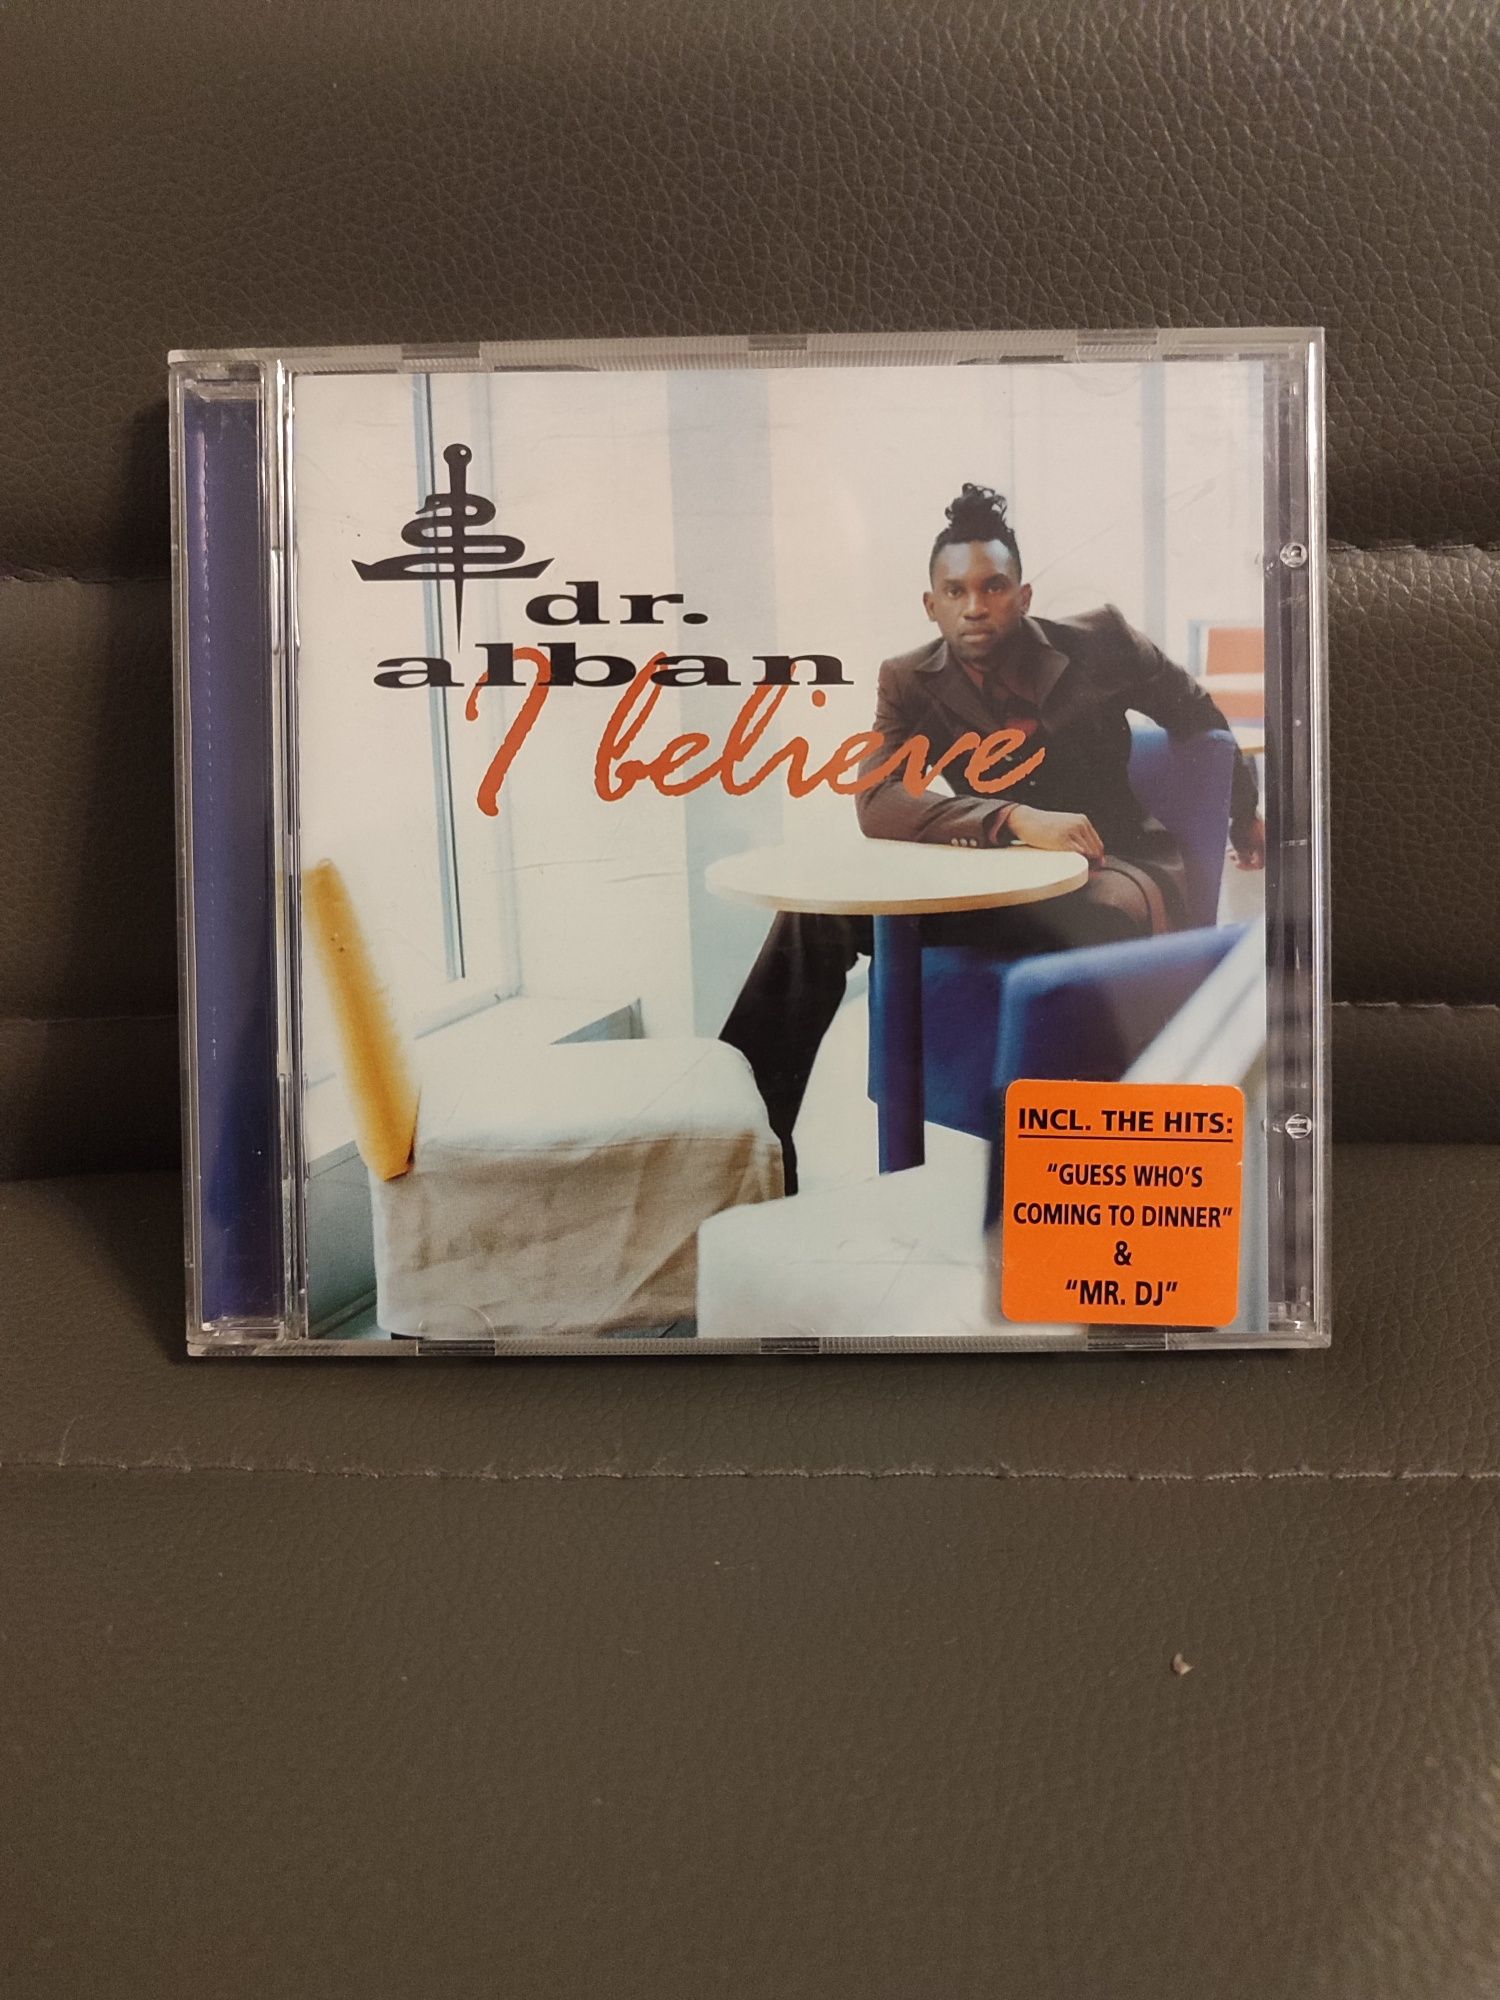 dr.
alban
I believe
INCL. THE HITS:
"GUESS WHO'S
COMING TO DINNER"
&
"MR. DJ"